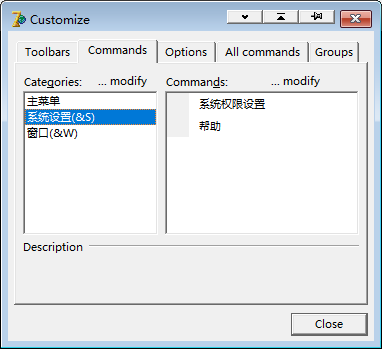 Customize
Toolbars Commands Options All commands Groups
Categories: ... modify Commands: ... modify
主菜单
系统设置(&S)
窗口(&W)
系统权限设置
帮助
Description
Close